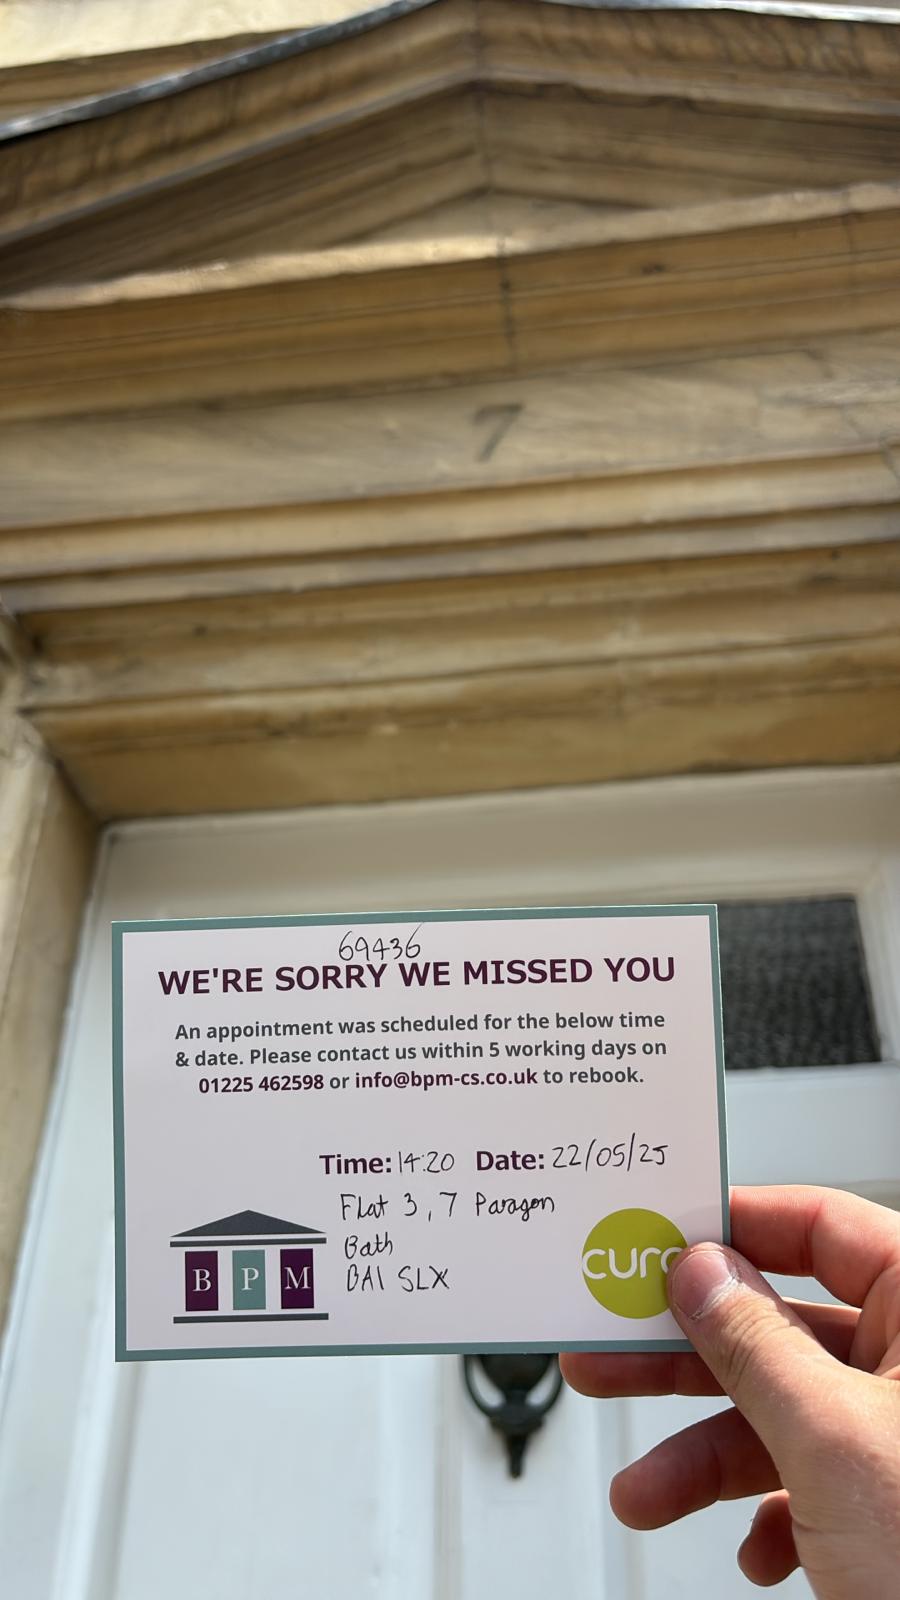 7
69436
WE'RE SORRY WE MISSED YOU
An appointment was scheduled for the below time
& date. Please contact us within 5 working days on
01225 462598 or info@bpm-cs.co.uk to rebook.
Time: 14:20 Date: 22/05/25
Flat 3, 7 Paragon
Bath
BA1 5LX
B P M
curo